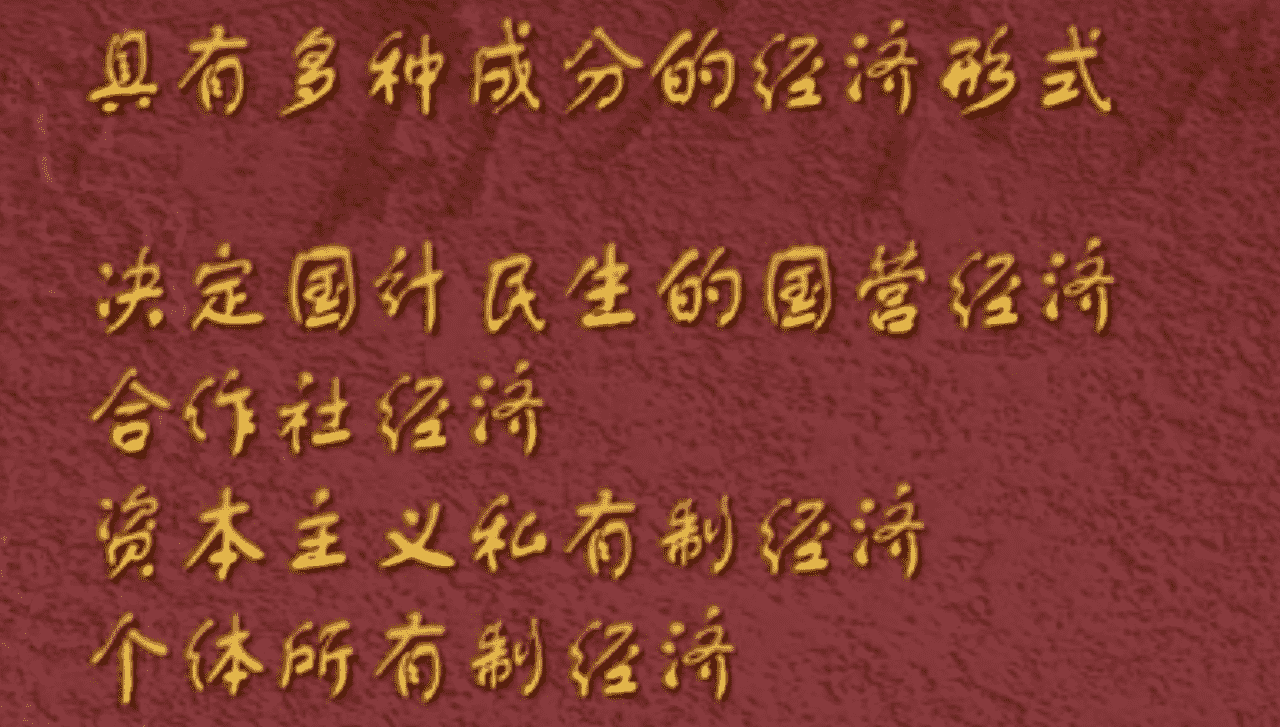 具有多种成分的经济形式
决定国计民生的国营经济
合作社经济
资本主义私有制经济
个体所有制经济